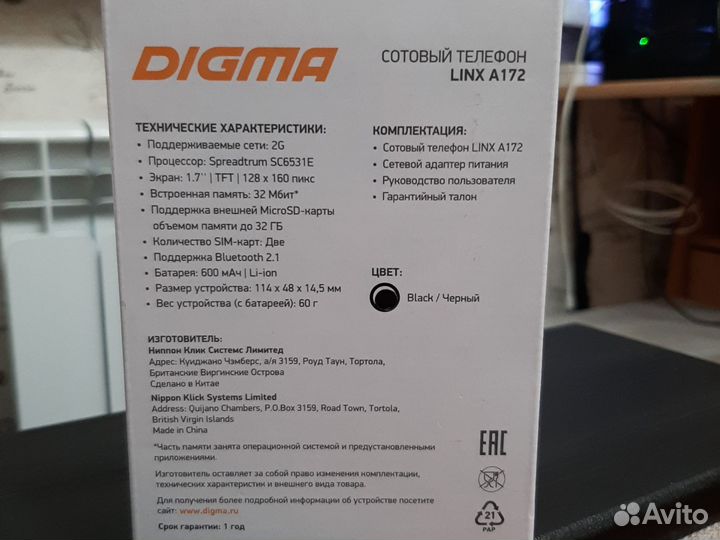 DIGMA
СОТОВЫЙ ТЕЛЕФОН
LINX A172
ТЕХНИЧЕСКИЕ ХАРАКТЕРИСТИКИ:
• Поддерживаемые сети: 2G
• Процессор: Spreadtrum SC6531E
• Экран: 1.7'' | TFT | 128 x 160 пикс
• Встроенная память: 32 Мбит*
• Поддержка внешней MicroSD-карты
объемом памяти до 32 ГБ
• Количество SIM-карт: Две
• Поддержка Bluetooth 2.1
• Батарея: 600 мАч | Li-ion
• Размер устройства: 114 x 48 x 14,5 мм
• Вес устройства (с батареей): 60 г
КОМПЛЕКТАЦИЯ:
• Сотовый телефон LINX A172
• Сетевой адаптер питания
• Руководство пользователя
• Гарантийный талон
ЦВЕТ:
Black / Черный
ИЗГОТОВИТЕЛЬ:
Ниппон Клик Системс Лимитед
Адрес: Куиджано Чэмберс, а/я 3159, Роуд Таун, Тортола,
Британские Виргинские Острова
Сделано в Китае
Nippon Klick Systems Limited
Address: Quijano Chambers, P.O.Box 3159, Road Town, Tortola,
British Virgin Islands
Made in China
*Часть памяти занята операционной системой и предустановленными
приложениями.
Изготовитель оставляет за собой право изменения комплектации,
технических характеристик и внешнего вида товара.
Для получения более подробной информации об устройстве посетите
сайт: www.digma.ru
Срок гарантии: 1 год
EAC
21
PAP
Avito